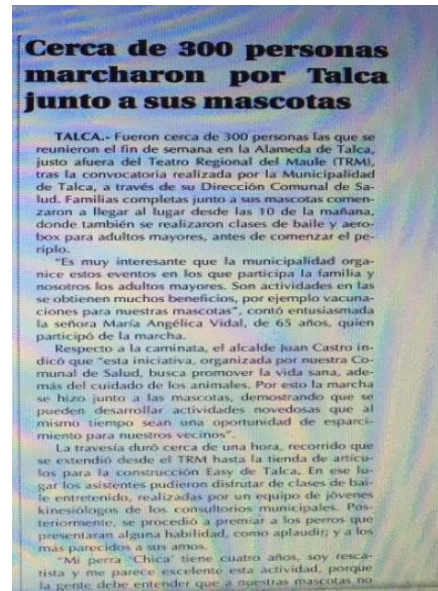 Cerca de 300 personas
marcharon por Talca
junto a sus mascotas
TALCA.- Fueron cerca de 300 personas las que se
reunieron el fin de semana en la Alameda de Talca,
justo afuera del Teatro Regional del Maule (TRM),
tras la convocatoria realizada por la Municipalidad
de Talca, a través de su Dirección Comunal de Sa-
lud. Familias completas junto a sus mascotas comen-
zaron a llegar al lugar desde las 10 de la mañana,
donde también se realizaron clases de baile y aero-
box para adultos mayores, antes de comenzar el pe-
riplo.
"Es muy interesante que la municipalidad orga-
nice estos eventos en los que participa la familia y
nosotros los adultos mayores. Son actividades en las
se obtienen muchos beneficios, por ejemplo vacuna-
ciones para nuestras mascotas", contó entusiasmada
la señora María Angélica Vidal, de 65 años, quien
participó de la marcha.
Respecto a la caminata, el alcalde Juan Castro in-
dicó que "esta iniciativa, organizada por nuestra Co-
munal de Salud, busca promover la vida sana, ade-
más del cuidado de los animales. Por esto la marcha
se hizo junto a las mascotas, demostrando que se
pueden desarrollar actividades novedosas que al
mismo tiempo sean una oportunidad de esparci-
miento para nuestros vecinos".
La travesía duró cerca de una hora, recorrido que
se extendió desde el TRM hasta la tienda de artícu-
los para la construcción Easy de Talca. En ese lu-
gar los asistentes pudieron disfrutar de clases de bai-
le entretenido, realizadas por un equipo de jóvenes
kinesiólogos de los consultorios municipales. Pos-
teriormente, se procedió a premiar a los perros que
presentaran alguna habilidad, como aplaudir; y a los
más parecidos a sus amos.
"Mi perra 'Chica' tiene cuatro años, soy resca-
tista y me parece excelente esta actividad, porque
la gente debe entender que a nuestras mascotas no